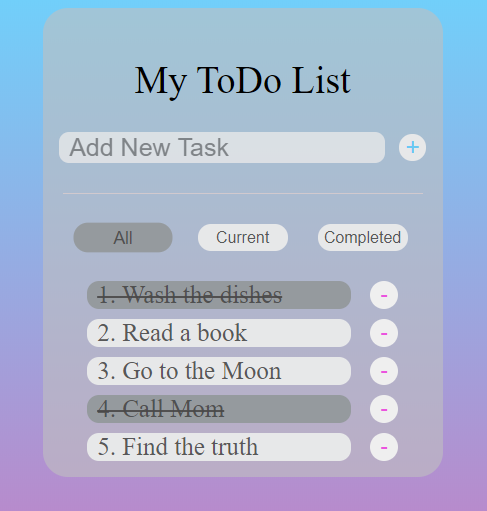 My ToDo List
Add New Task +
All Current Completed
1. Wash the dishes -
2. Read a book -
3. Go to the Moon -
4. Call Mom -
5. Find the truth -